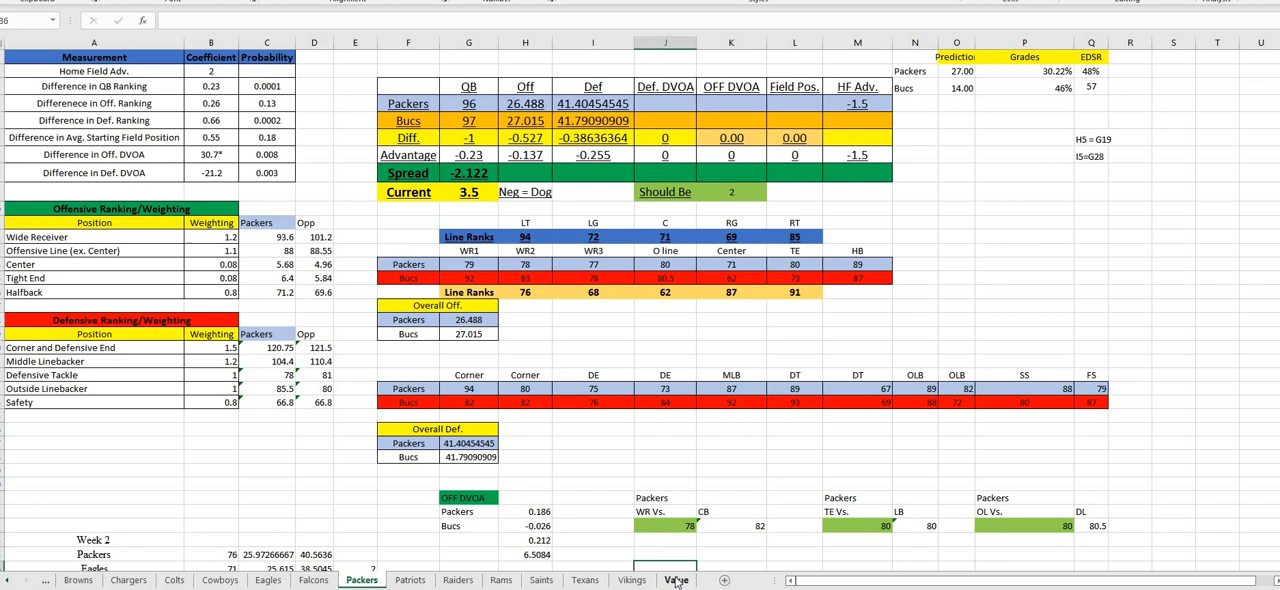 36 fx
A B C D E F G H I J K L M N O P Q R S T U
Measurement Coefficient Probability Predictio Grades EDSR
Home Field Adv. 2 Packers 27.00 30.22% 48%
Difference in QB Ranking 0.23 0.0001 QB Off Def Def. DVOA OFF DVOA Field Pos. HF Adv. Bucs 14.00 46% 57
Differenece in Off. Ranking 0.26 0.13 Packers 96 26.488 41.40454545 -1.5
Difference in Def. Ranking 0.66 0.0002 Bucs 97 27.015 41.79090909
Difference in Avg. Starting Field Position 0.55 0.18 Diff. -1 -0.527 -0.38636364 0 0.00 0.00 H5 = G19
Difference in Off. DVOA 30.7* 0.008 Advantage -0.23 -0.137 -0.255 0 0 0 -1.5 I5=G28
Difference in Def. DVOA -21.2 0.003 Spread -2.122
Current 3.5 Neg = Dog Should Be 2
Offensive Ranking/Weighting
Position Weighting Packers Opp LT LG C RG RT
Wide Receiver 1.2 93.6 101.2 Line Ranks 94 72 71 69 85
Offensive Line (ex. Center) 1.1 88 88.55 WR1 WR2 WR3 O line Center TE HB
Center 0.08 5.68 4.96 Packers 79 78 77 80 71 80 89
Tight End 0.08 6.4 5.84 Bucs 92 83 78 80.5 62 73 87
Halfback 0.8 71.2 69.6 Line Ranks 76 68 62 87 91
Overall Off.
Defensive Ranking/Weighting Packers 26.488
Position Weighting Packers Opp Bucs 27.015
Corner and Defensive End 1.5 120.75 121.5
Middle Linebacker 1.2 104.4 110.4
Defensive Tackle 1 78 81 Corner Corner DE DE MLB DT DT OLB OLB SS FS
Outside Linebacker 1 85.5 80 Packers 94 80 75 73 87 89 67 89 82 88 79
Safety 0.8 66.8 66.8 Bucs 82 82 76 84 92 93 69 88 72 80 87
Overall Def.
Packers 41.40454545
Bucs 41.79090909
OFF DVOA Packers Packers Packers
Packers 0.186 WR Vs. CB TE Vs. LB OL Vs. DL
Bucs -0.026 78 82 80 80 80 80.5
Week 2 0.212
Packers 76 25.97266667 40.5636 6.5084
Eagles 71 25.615 38.5045 2
... Browns Chargers Colts Cowboys Eagles Falcons Packers Patriots Raiders Rams Saints Texans Vikings Value